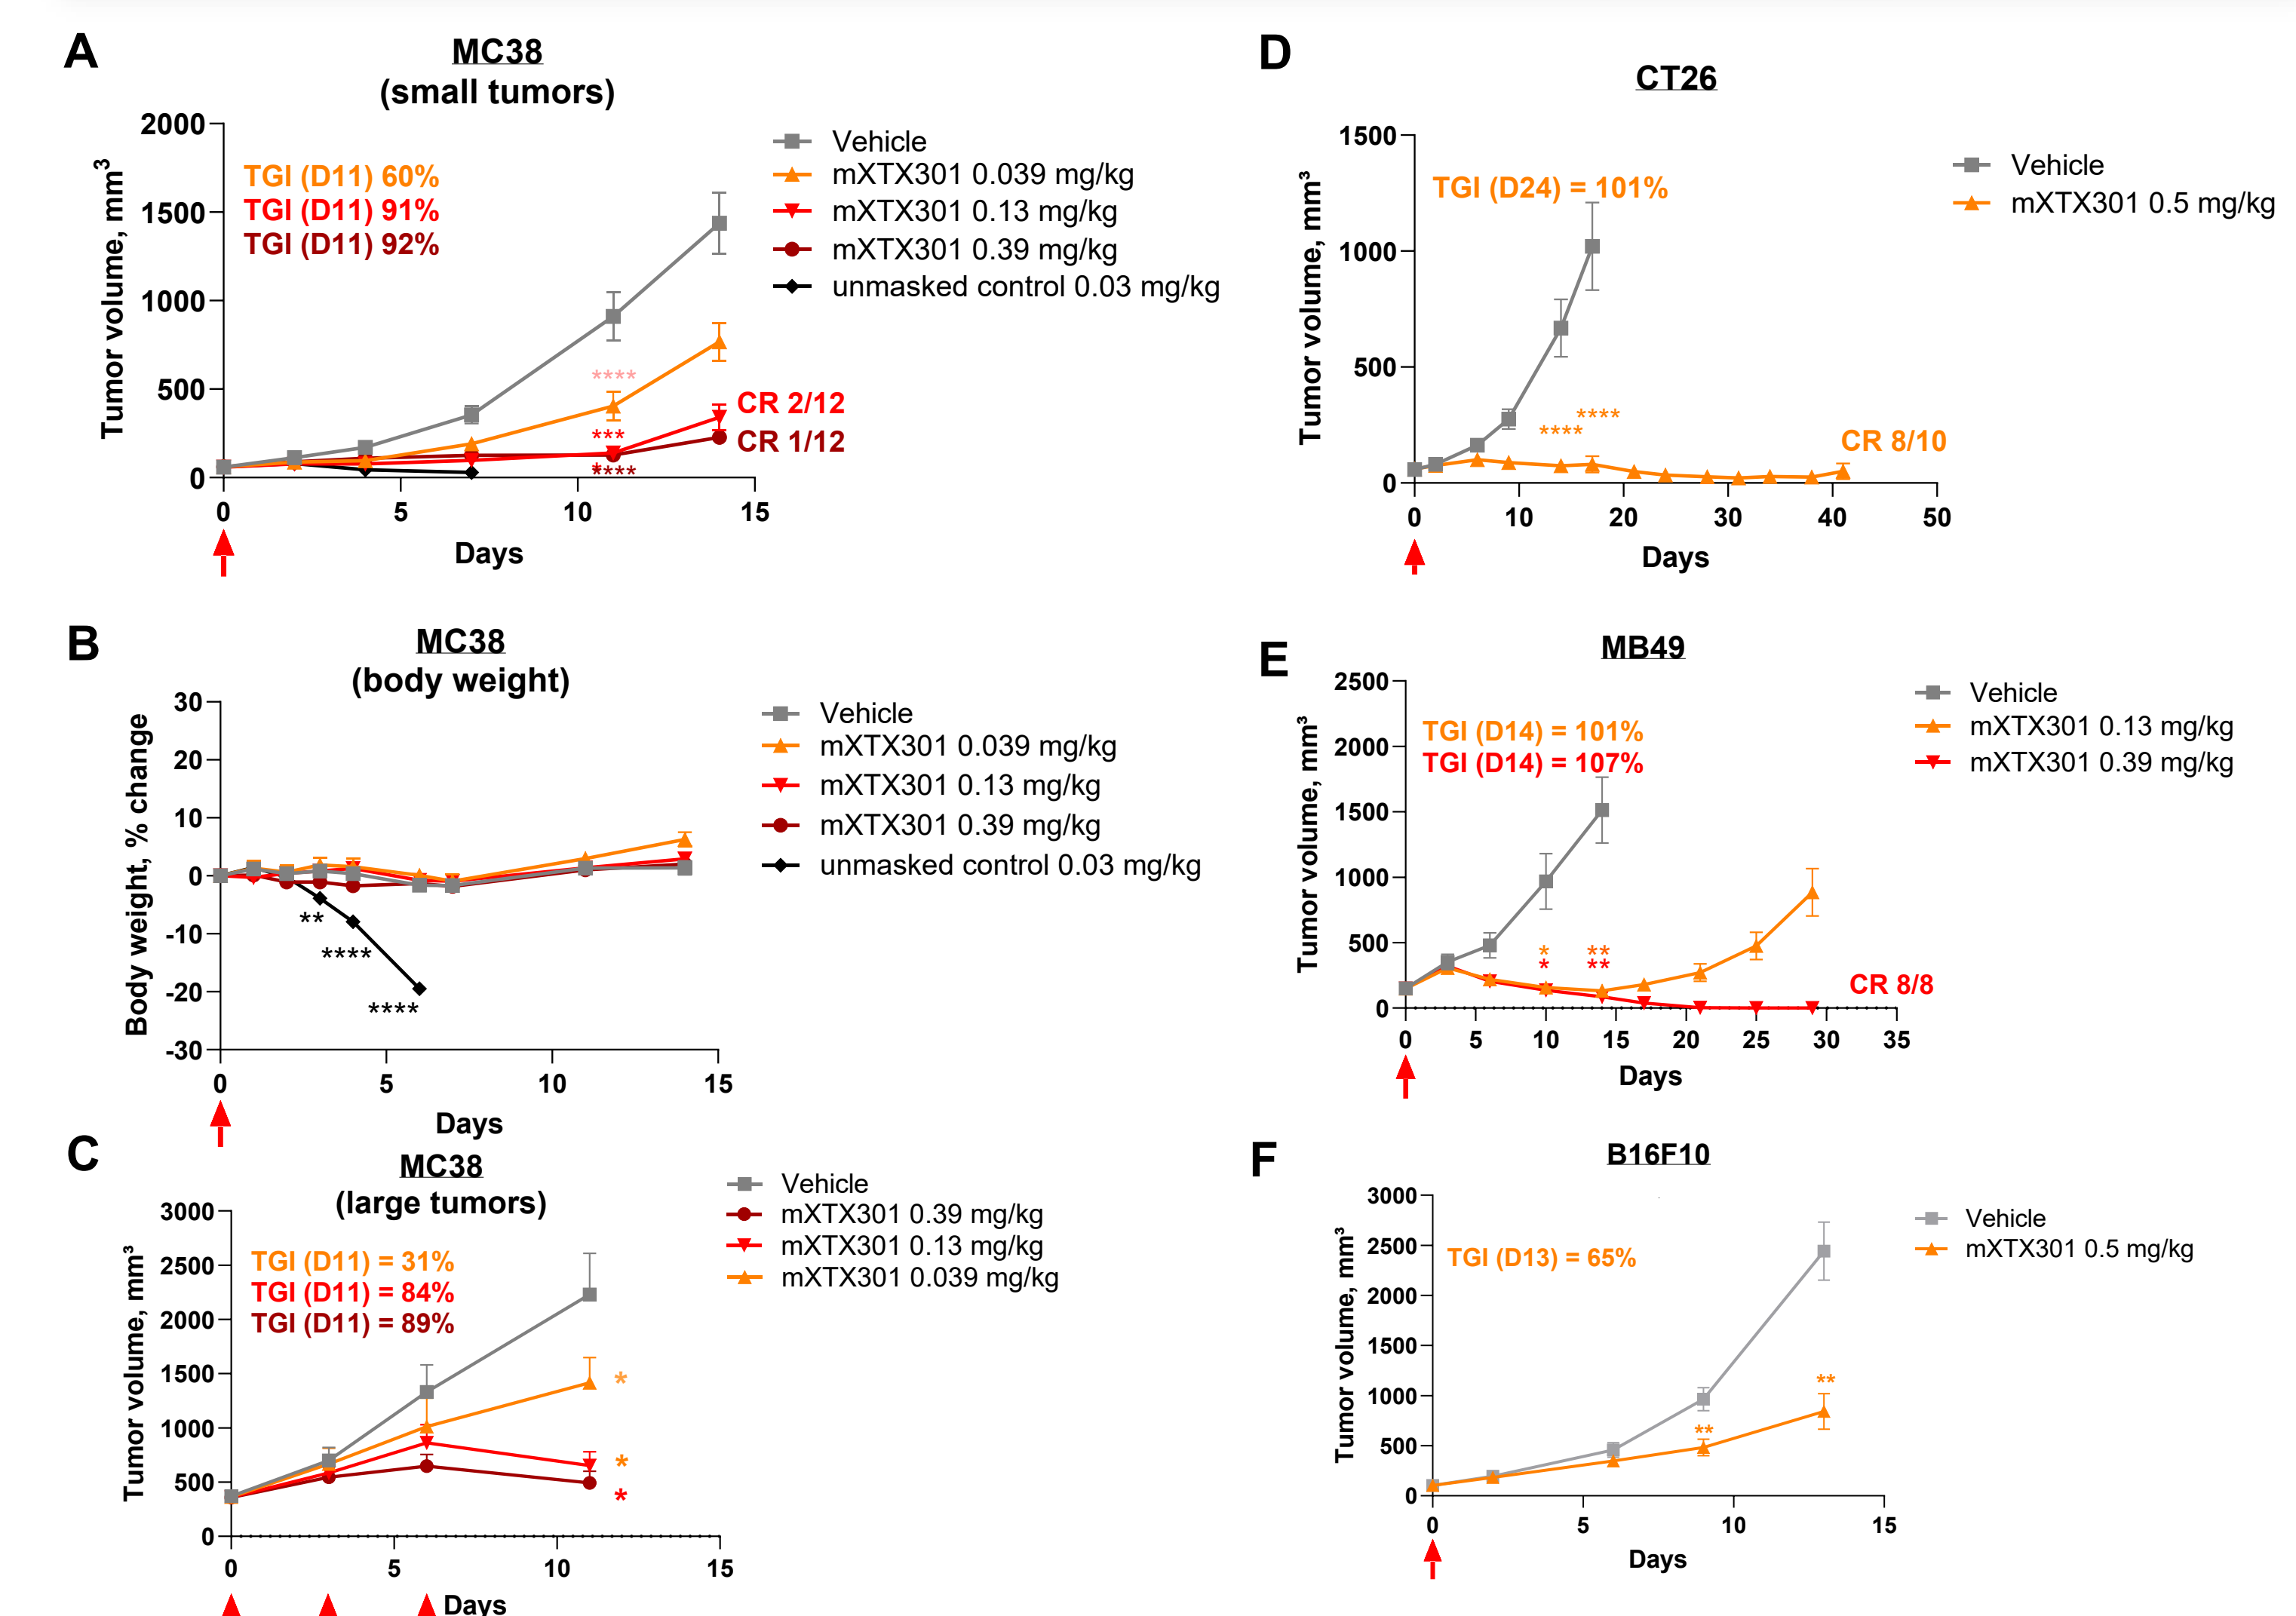 A
MC38
(small tumors)
Tumor volume, mm³
2000
1500
1000
500
0
TGI (D11) 60%
TGI (D11) 91%
TGI (D11) 92%
****
***
*
****
CR 2/12
CR 1/12
0 5 10 15
Days
Vehicle
mXTX301 0.039 mg/kg
mXTX301 0.13 mg/kg
mXTX301 0.39 mg/kg
unmasked control 0.03 mg/kg
B
MC38
(body weight)
Body weight, % change
30
20
10
0
-10
-20
-30
**
****
****
0 5 10 15
Days
Vehicle
mXTX301 0.039 mg/kg
mXTX301 0.13 mg/kg
mXTX301 0.39 mg/kg
unmasked control 0.03 mg/kg
C
MC38
(large tumors)
Tumor volume, mm³
3000
2500
2000
1500
1000
500
0
TGI (D11) = 31%
TGI (D11) = 84%
TGI (D11) = 89%
*
*
*
0 5 10 15
Days
Vehicle
mXTX301 0.39 mg/kg
mXTX301 0.13 mg/kg
mXTX301 0.039 mg/kg
D
CT26
Tumor volume, mm³
1500
1000
500
0
TGI (D24) = 101%
****
****
CR 8/10
0 10 20 30 40 50
Days
Vehicle
mXTX301 0.5 mg/kg
E
MB49
Tumor volume, mm³
2500
2000
1500
1000
500
0
TGI (D14) = 101%
TGI (D14) = 107%
* **
* **
CR 8/8
0 5 10 15 20 25 30 35
Days
Vehicle
mXTX301 0.13 mg/kg
mXTX301 0.39 mg/kg
F
B16F10
Tumor volume, mm³
3000
2500
2000
1500
1000
500
0
TGI (D13) = 65%
**
**
0 5 10 15
Days
Vehicle
mXTX301 0.5 mg/kg